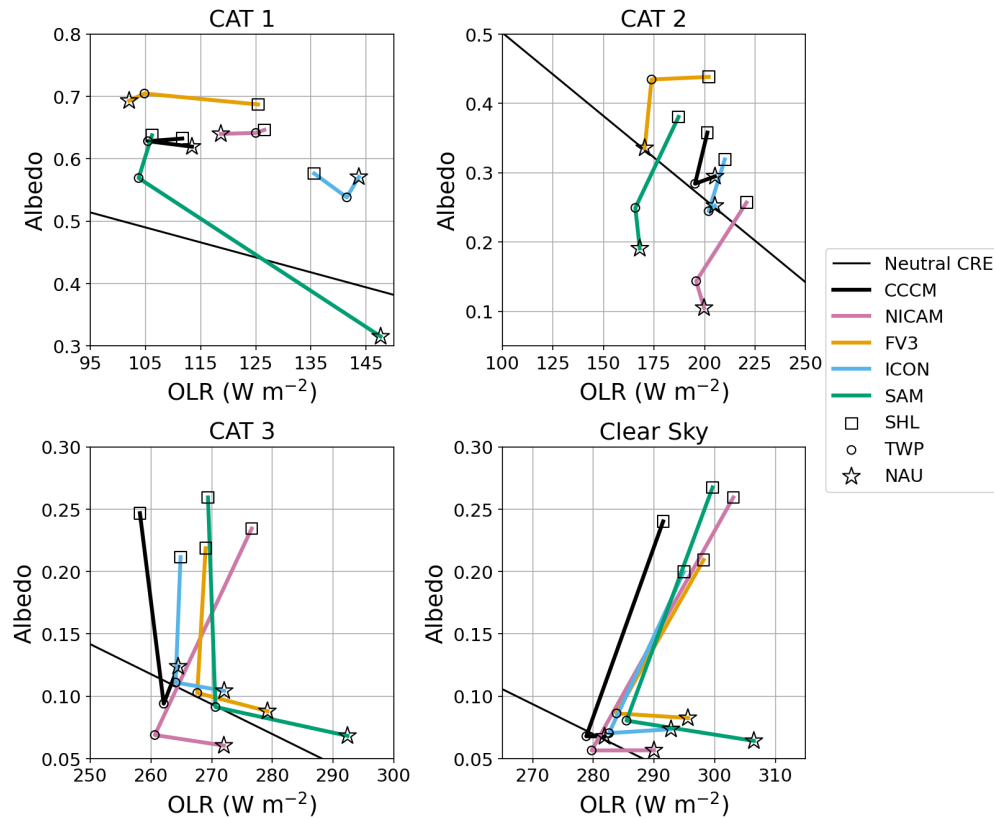 CAT 1
0.8
0.7
0.6
0.5
0.4
0.3
Albedo
95 105 115 125 135 145
OLR (W m⁻²)
CAT 2
0.5
0.4
0.3
0.2
0.1
Albedo
100 125 150 175 200 225 250
OLR (W m⁻²)
Neutral CRE
CCCM
NICAM
FV3
ICON
SAM
SHL
TWP
NAU
CAT 3
0.30
0.25
0.20
0.15
0.10
0.05
Albedo
250 260 270 280 290 300
OLR (W m⁻²)
Clear Sky
0.30
0.25
0.20
0.15
0.10
0.05
Albedo
270 280 290 300 310
OLR (W m⁻²)